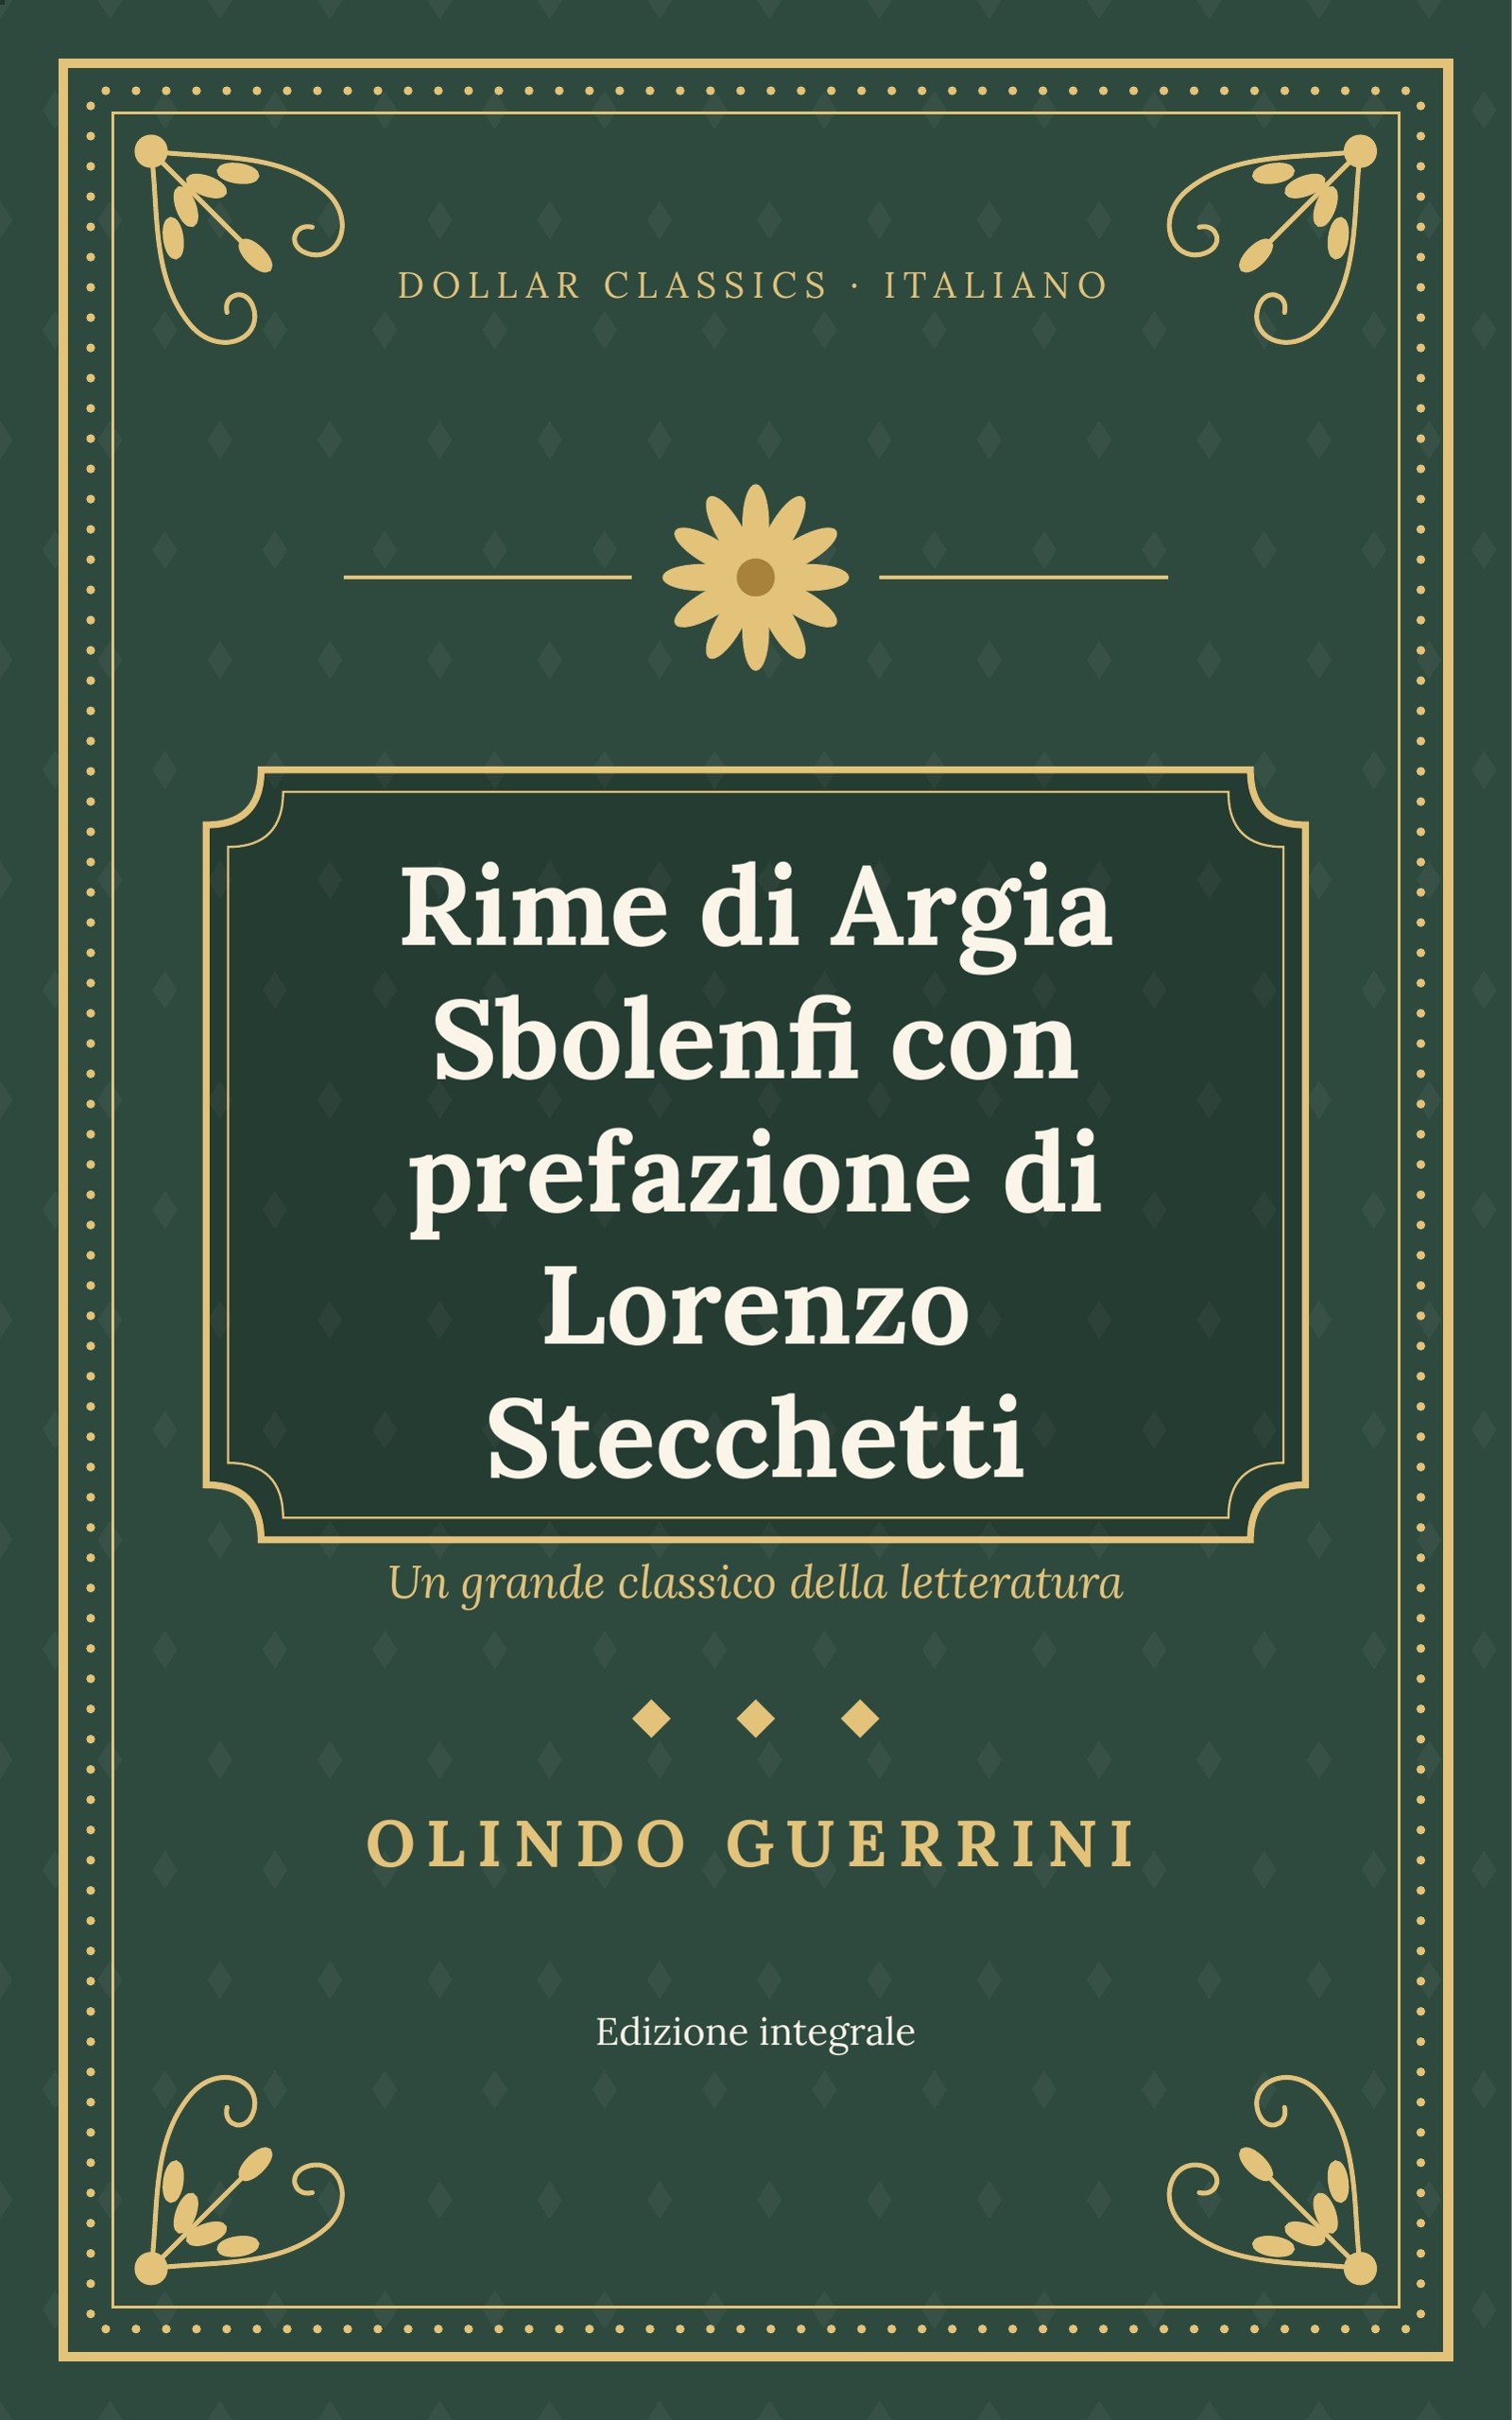 DOLLAR CLASSICS · ITALIANO
Rime di Argia
Sbolenfi con
prefazione di
Lorenzo
Stecchetti
Un grande classico della letteratura
OLINDO GUERRINI
Edizione integrale